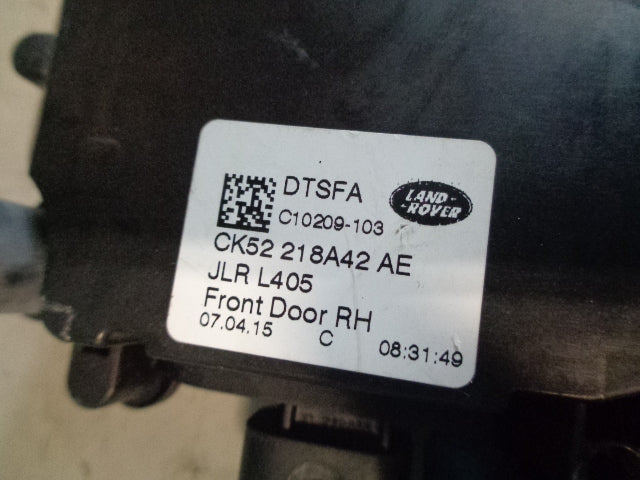 DTSFA
LAND-
-ROVER
C10209-103
CK52 218A42 AE
JLR L405
Front Door RH
07.04.15 C 08:31:49